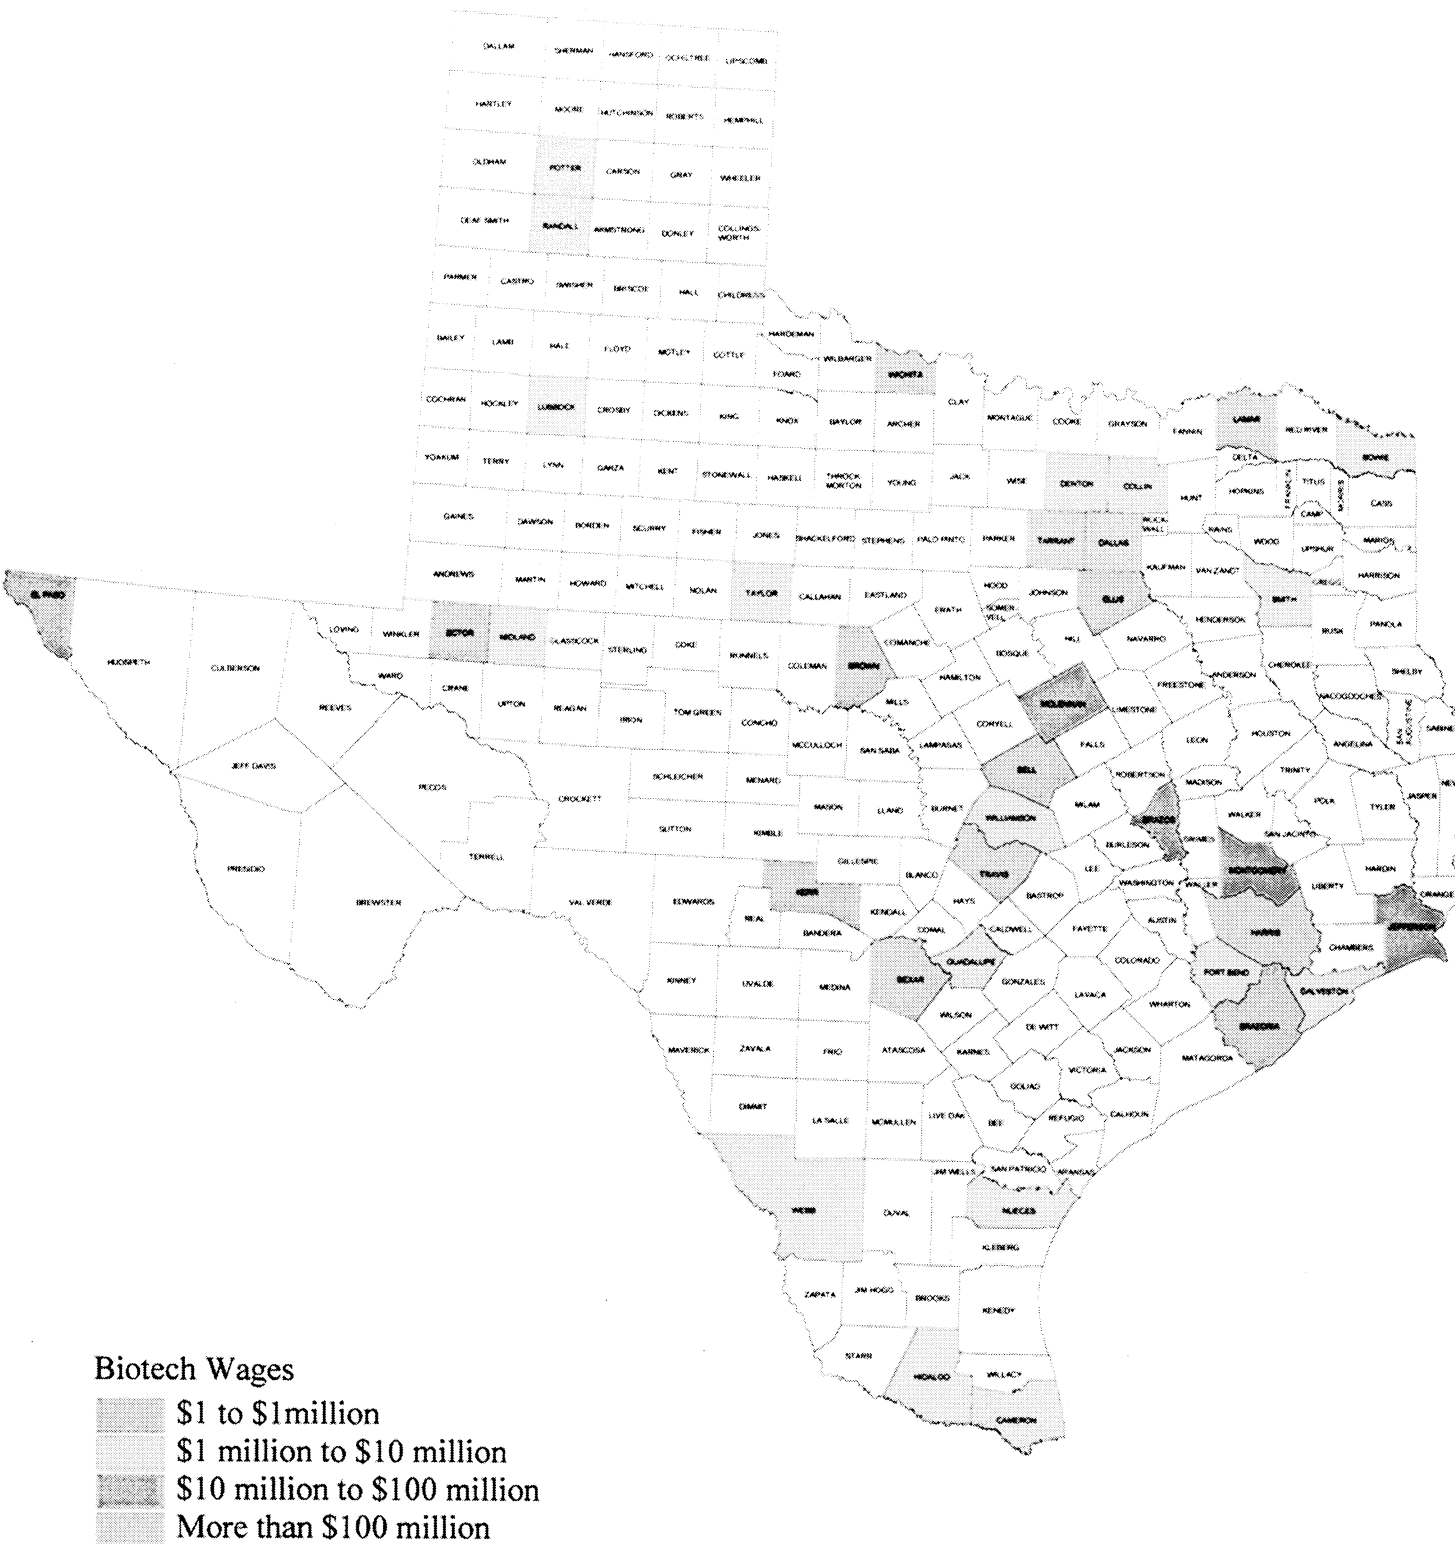 DALLAM SHERMAN HANSFORD OCHILTREE LIPSCOMB
HARTLEY MOORE HUTCHINSON ROBERTS HEMPHILL
OLDHAM POTTER CARSON GRAY WHEELER
DEAF SMITH RANDALL ARMSTRONG DONLEY COLLINGS-
WORTH
PARMER CASTRO SWISHER BRISCOE HALL CHILDRESS
HARDEMAN
BAILEY LAMB HALE FLOYD MOTLEY COTTLE
FOARD WILBARGER WICHITA
COCHRAN HOCKLEY LUBBOCK CROSBY DICKENS KING KNOX BAYLOR ARCHER CLAY MONTAGUE COOKE GRAYSON FANNIN LAMAR RED RIVER
YOAKUM TERRY LYNN GARZA KENT STONEWALL HASKELL THROCK
MORTON YOUNG JACK WISE DENTON COLLIN HUNT DELTA HOPKINS FRANKLIN TITUS MORRIS BOWIE CASS
GAINES DAWSON BORDEN SCURRY FISHER JONES SHACKELFORD STEPHENS PALO PINTO PARKER TARRANT DALLAS ROCK
WALL RAINS WOOD CAMP UPSHUR MARION
ANDREWS MARTIN HOWARD MITCHELL NOLAN TAYLOR CALLAHAN EASTLAND ERATH HOOD SOMER
VELL JOHNSON ELLIS KAUFMAN VAN ZANDT SMITH GREGG HARRISON
EL PASO HUDSPETH CULBERSON REEVES LOVING WINKLER ECTOR MIDLAND GLASSCOCK STERLING COKE RUNNELS COLEMAN BROWN COMANCHE BOSQUE HILL NAVARRO HENDERSON RUSK PANOLA
WARD CRANE UPTON REAGAN IRION TOM GREEN CONCHO MILLS HAMILTON MCLENNAN LIMESTONE FREESTONE ANDERSON CHEROKEE NACOGDOCHES SHELBY
JEFF DAVIS PECOS CROCKETT SCHLEICHER MENARD MCCULLOCH SAN SABA LAMPASAS CORYELL BELL FALLS LEON HOUSTON ANGELINA SAN
AUGUSTINE SABINE
SUTTON KIMBLE MASON LLANO BURNET WILLIAMSON MILAM ROBERTSON MADISON TRINITY POLK TYLER JASPER NEW
PRESIDIO BREWSTER TERRELL VAL VERDE EDWARDS KERR GILLESPIE BLANCO TRAVIS LEE BURLESON BRAZOS GRIMES WALKER SAN JACINTO MONTGOMERY LIBERTY HARDIN ORANGE
REAL BANDERA KENDALL HAYS COMAL CALDWELL BASTROP FAYETTE WASHINGTON AUSTIN WALLER HARRIS CHAMBERS JEFFERSON
KINNEY UVALDE MEDINA BEXAR GUADALUPE GONZALES LAVACA COLORADO WHARTON FORT BEND BRAZORIA GALVESTON
MAVERICK ZAVALA FRIO ATASCOSA WILSON KARNES DE WITT VICTORIA JACKSON MATAGORDA
DIMMIT LA SALLE MCMULLEN LIVE OAK BEE GOLIAD REFUGIO CALHOUN
WEBB DUVAL JIM WELLS SAN PATRICIO ARANSAS
NUECES
KLEBERG
ZAPATA JIM HOGG BROOKS KENEDY
STARR HIDALGO WILLACY
CAMERON
Biotech Wages
$1 to $1million
$1 million to $10 million
$10 million to $100 million
More than $100 million